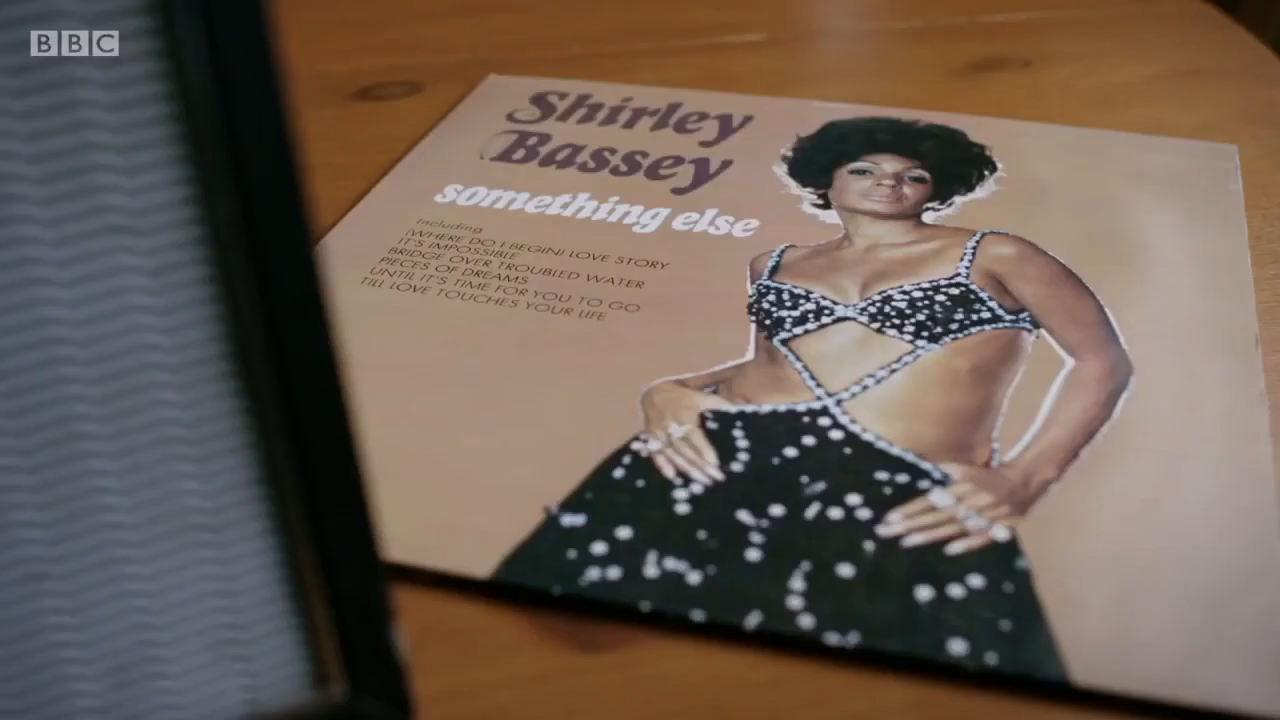 BBC
Shirley
Bassey
something else
Including
(WHERE DO I BEGIN) LOVE STORY
IT'S IMPOSSIBLE
BRIDGE OVER TROUBLED WATER
PIECES OF DREAMS
UNTIL IT'S TIME FOR YOU TO GO
TILL LOVE TOUCHES YOUR LIFE